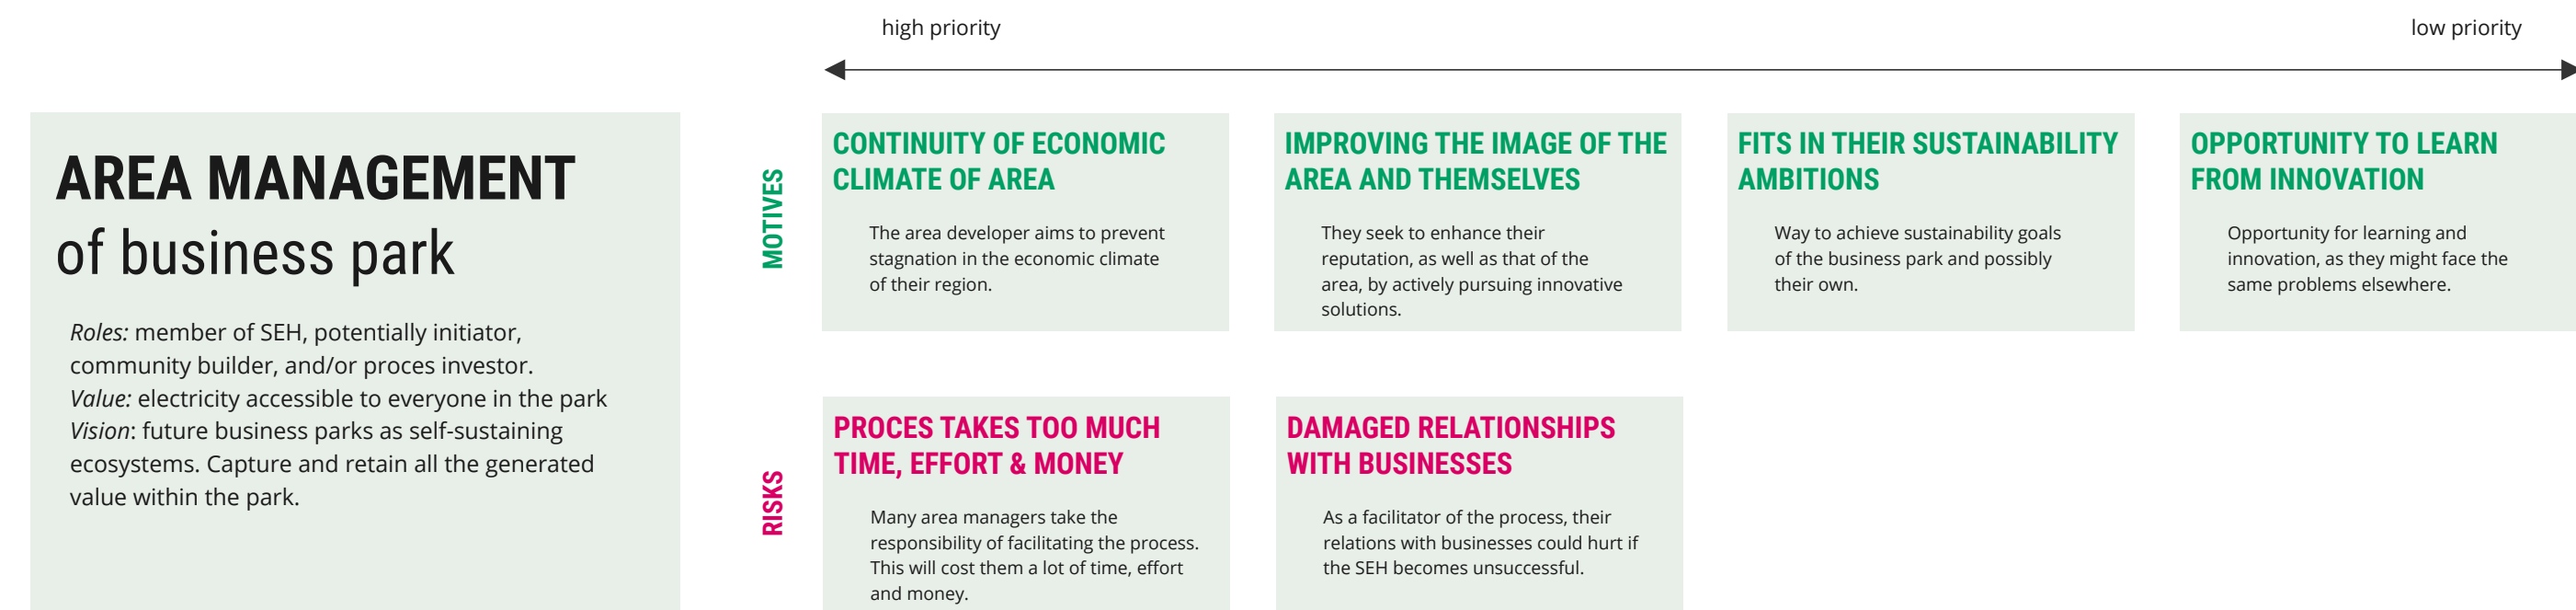 high priority
low priority
AREA MANAGEMENT
of business park
Roles: member of SEH, potentially initiator,
community builder, and/or proces investor.
Value: electricity accessible to everyone in the park
Vision: future business parks as self-sustaining
ecosystems. Capture and retain all the generated
value within the park.
MOTIVES
CONTINUITY OF ECONOMIC
CLIMATE OF AREA
The area developer aims to prevent
stagnation in the economic climate
of their region.
IMPROVING THE IMAGE OF THE
AREA AND THEMSELVES
They seek to enhance their
reputation, as well as that of the
area, by actively pursuing innovative
solutions.
FITS IN THEIR SUSTAINABILITY
AMBITIONS
Way to achieve sustainability goals
of the business park and possibly
their own.
OPPORTUNITY TO LEARN
FROM INNOVATION
Opportunity for learning and
innovation, as they might face the
same problems elsewhere.
RISKS
PROCES TAKES TOO MUCH
TIME, EFFORT & MONEY
Many area managers take the
responsibility of facilitating the process.
This will cost them a lot of time, effort
and money.
DAMAGED RELATIONSHIPS
WITH BUSINESSES
As a facilitator of the process, their
relations with businesses could hurt if
the SEH becomes unsuccessful.